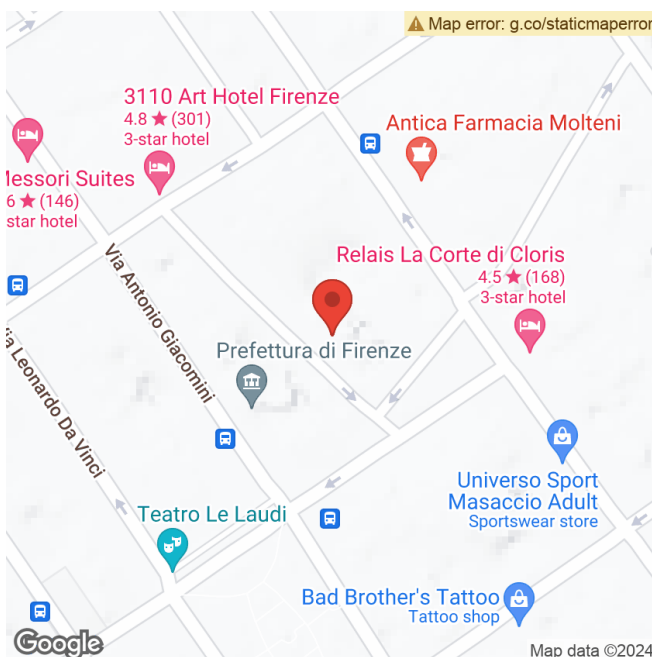 Map error: g.co/staticmaperror
3110 Art Hotel Firenze
4.8 ★ (301)
3-star hotel
Antica Farmacia Molteni
Messori Suites
6 ★ (146)
star hotel
Relais La Corte di Cloris
4.5 ★ (168)
3-star hotel
Via Antonio Giacomini
Prefettura di Firenze
Leonardo Da Vinci
Universo Sport
Masaccio Adult
Sportswear store
Teatro Le Laudi
Bad Brother's Tattoo
Tattoo shop
Google
Map data ©2024